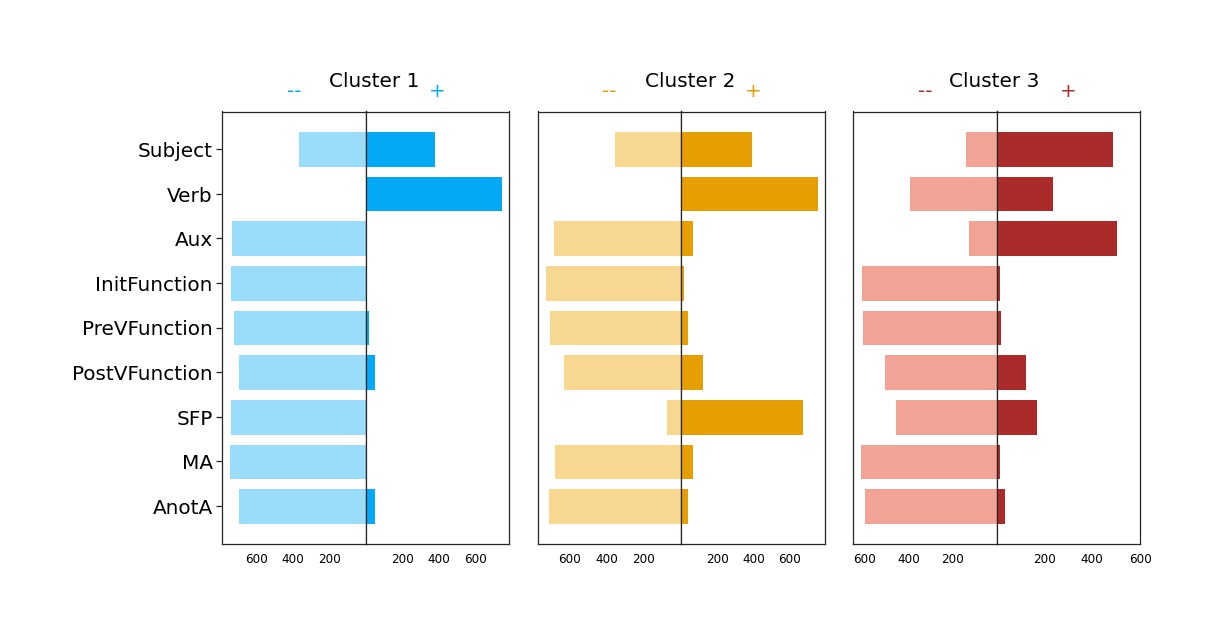 Cluster 1 Cluster 2 Cluster 3
-- + -- + -- +
Subject
Verb
Aux
InitFunction
PreVFunction
PostVFunction
SFP
MA
AnotA
600 400 200 200 400 600 600 400 200 200 400 600 600 400 200 200 400 600